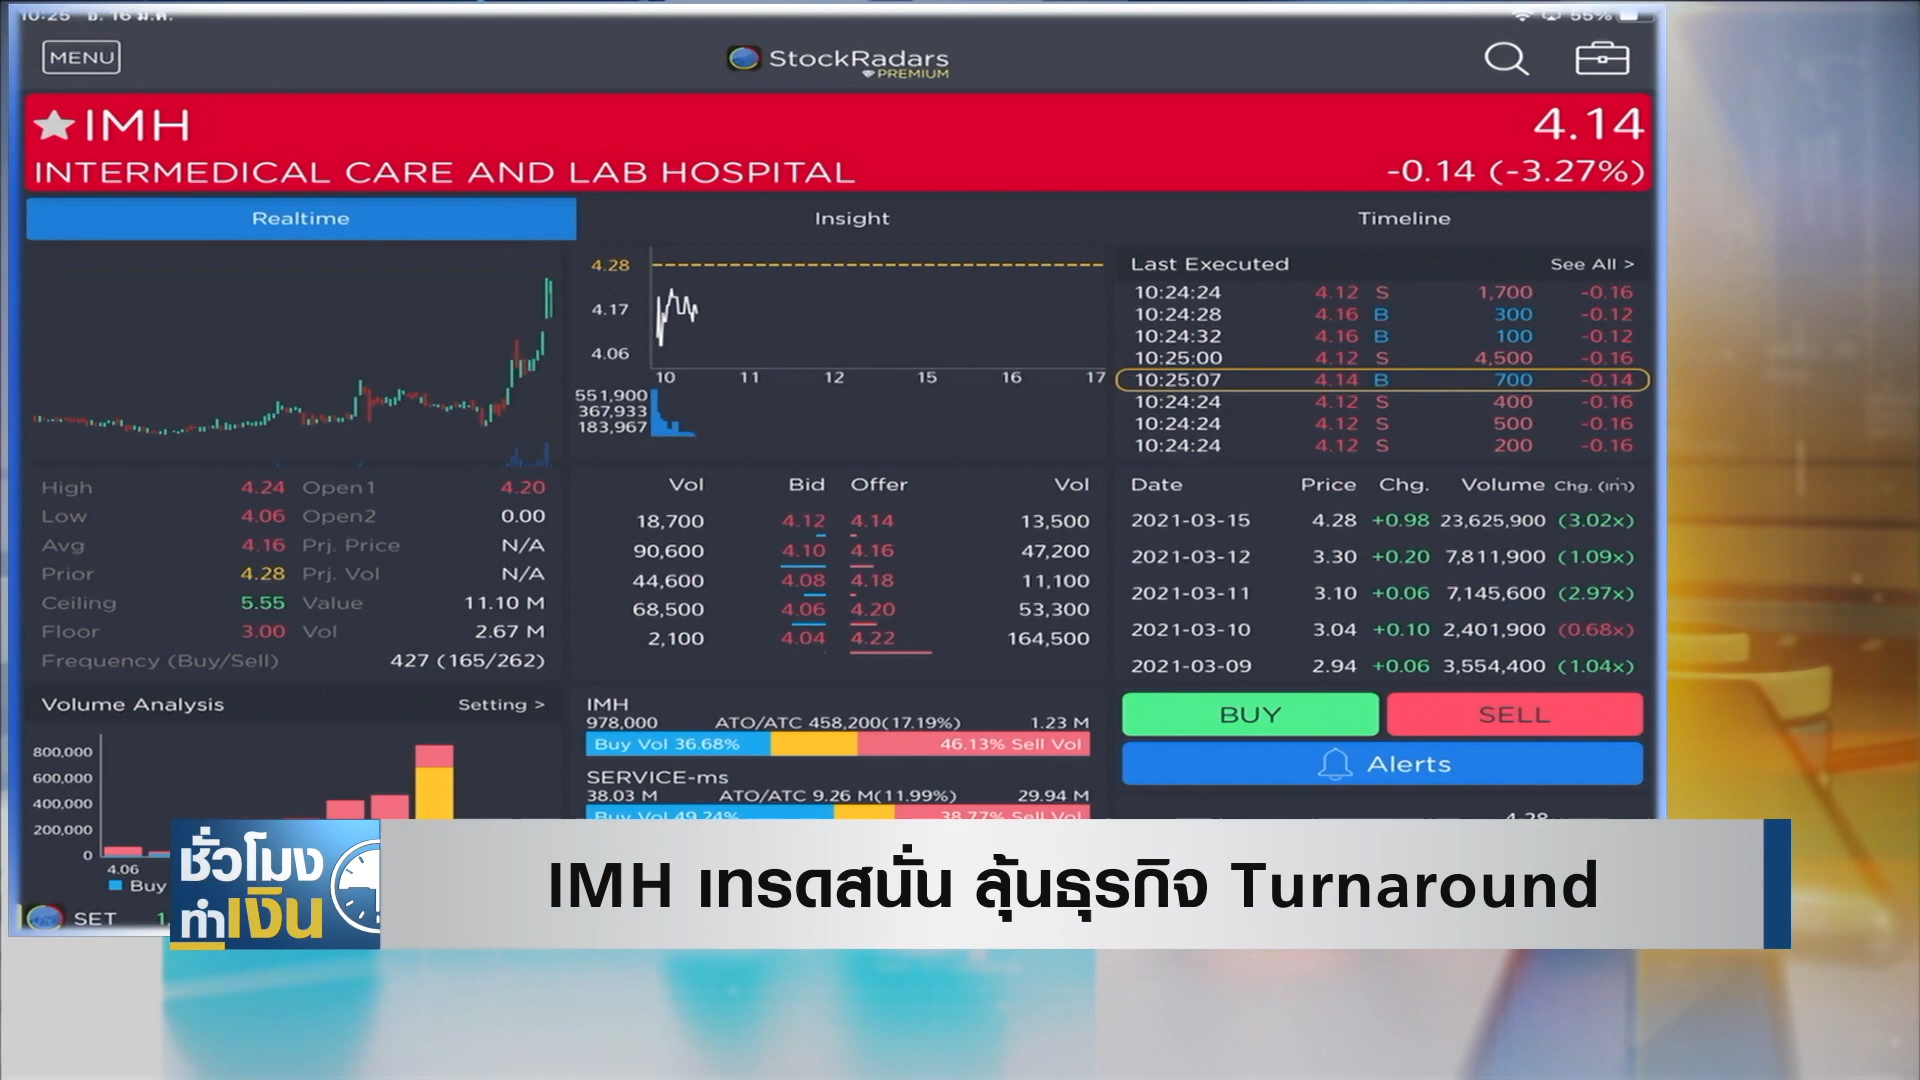 10:25 อ. 16 มี.ค.
55%
MENU
StockRadars
PREMIUM
IMH
4.14
INTERMEDICAL CARE AND LAB HOSPITAL
-0.14 (-3.27%)
Realtime
Insight
Timeline
4.28
4.17
4.06
10 11 12 15 16 17
551,900
367,933
183,967
Last Executed See All >
10:24:24 4.12 S 1,700 -0.16
10:24:28 4.16 B 300 -0.12
10:24:32 4.16 B 100 -0.12
10:25:00 4.12 S 4,500 -0.16
10:25:07 4.14 B 700 -0.14
10:24:24 4.12 S 400 -0.16
10:24:24 4.12 S 500 -0.16
10:24:24 4.12 S 200 -0.16
High 4.24 Open1 4.20
Low 4.06 Open2 0.00
Avg 4.16 Prj. Price N/A
Prior 4.28 Prj. Vol N/A
Ceiling 5.55 Value 11.10 M
Floor 3.00 Vol 2.67 M
Frequency (Buy/Sell) 427 (165/262)
Vol Bid Offer Vol
18,700 4.12 4.14 13,500
90,600 4.10 4.16 47,200
44,600 4.08 4.18 11,100
68,500 4.06 4.20 53,300
2,100 4.04 4.22 164,500
Date Price Chg. Volume Chg. (เท่า)
2021-03-15 4.28 +0.98 23,625,900 (3.02x)
2021-03-12 3.30 +0.20 7,811,900 (1.09x)
2021-03-11 3.10 +0.06 7,145,600 (2.97x)
2021-03-10 3.04 +0.10 2,401,900 (0.68x)
2021-03-09 2.94 +0.06 3,554,400 (1.04x)
Volume Analysis Setting >
800,000
600,000
400,000
200,000
0
4.06
Buy
IMH
978,000 ATO/ATC 458,200(17.19%) 1.23 M
Buy Vol 36.68% 46.13% Sell Vol
SERVICE-ms
38.03 M ATO/ATC 9.26 M(11.99%) 29.94 M
Buy Vol 49.24% 38.77% Sell Vol
BUY
SELL
Alerts
4.28
SET 1,
ชั่วโมง
ทำเงิน
IMH เทรดสนั่น ลุ้นธุรกิจ Turnaround